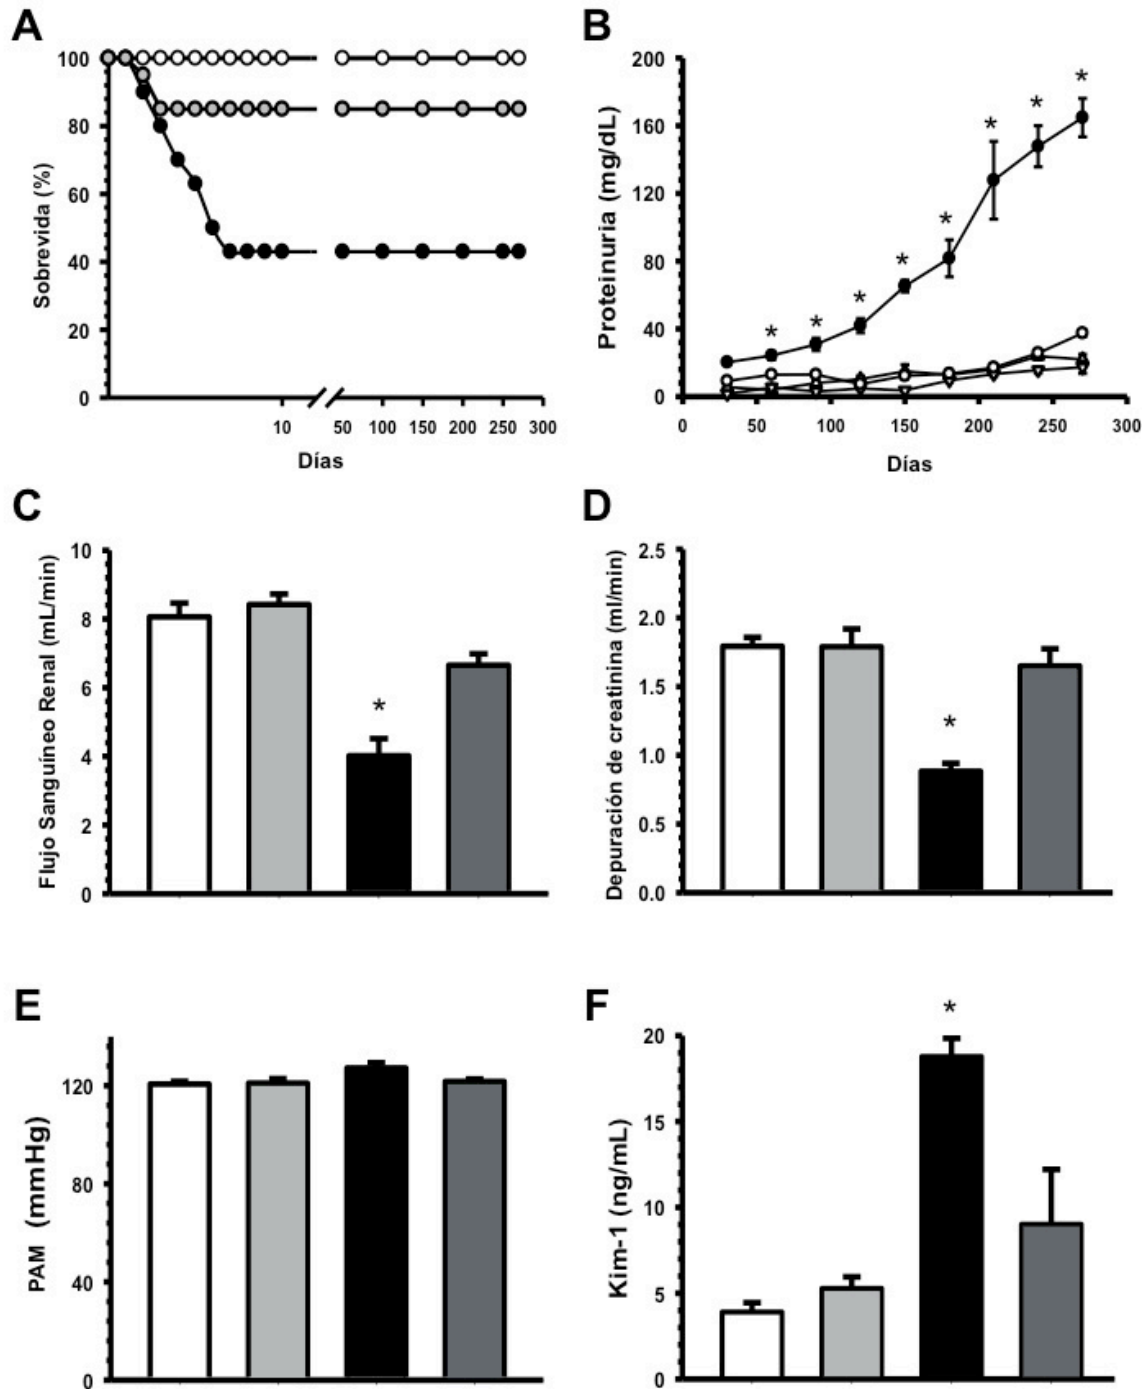 A
Sobrevida (%)
100
80
60
40
20
0
10 50 100 150 200 250 300
Días
B
Proteinuria (mg/dL)
200
160
120
80
40
0
* * * * * * * *
0 50 100 150 200 250 300
Días
C
Flujo Sanguíneo Renal (mL/min)
10
8
6
4
2
0
*
D
Depuración de creatinina (ml/min)
2.5
2.0
1.5
1.0
0.5
0.0
*
E
PAM (mmHg)
120
80
40
0
F
Kim-1 (ng/mL)
20
15
10
5
0
*